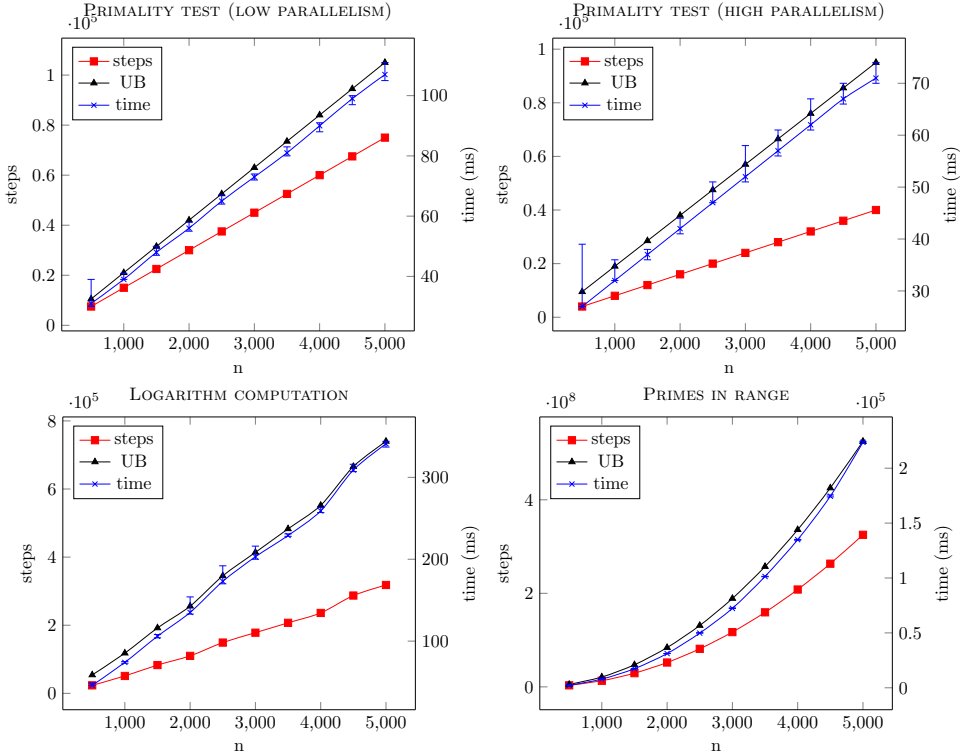 PRIMALITY TEST (LOW PARALLELISM)
·10^5
1
0.8
0.6
0.4
0.2
0
steps
steps
UB
time
100
80
60
40
time (ms)
1,000 2,000 3,000 4,000 5,000
n
PRIMALITY TEST (HIGH PARALLELISM)
·10^5
1
0.8
0.6
0.4
0.2
0
steps
steps
UB
time
70
60
50
40
30
time (ms)
1,000 2,000 3,000 4,000 5,000
n
LOGARITHM COMPUTATION
·10^5
8
6
4
2
0
steps
steps
UB
time
300
200
100
time (ms)
1,000 2,000 3,000 4,000 5,000
n
PRIMES IN RANGE
·10^8
·10^5
4
2
0
steps
steps
UB
time
2
1.5
1
0.5
0
time (ms)
1,000 2,000 3,000 4,000 5,000
n